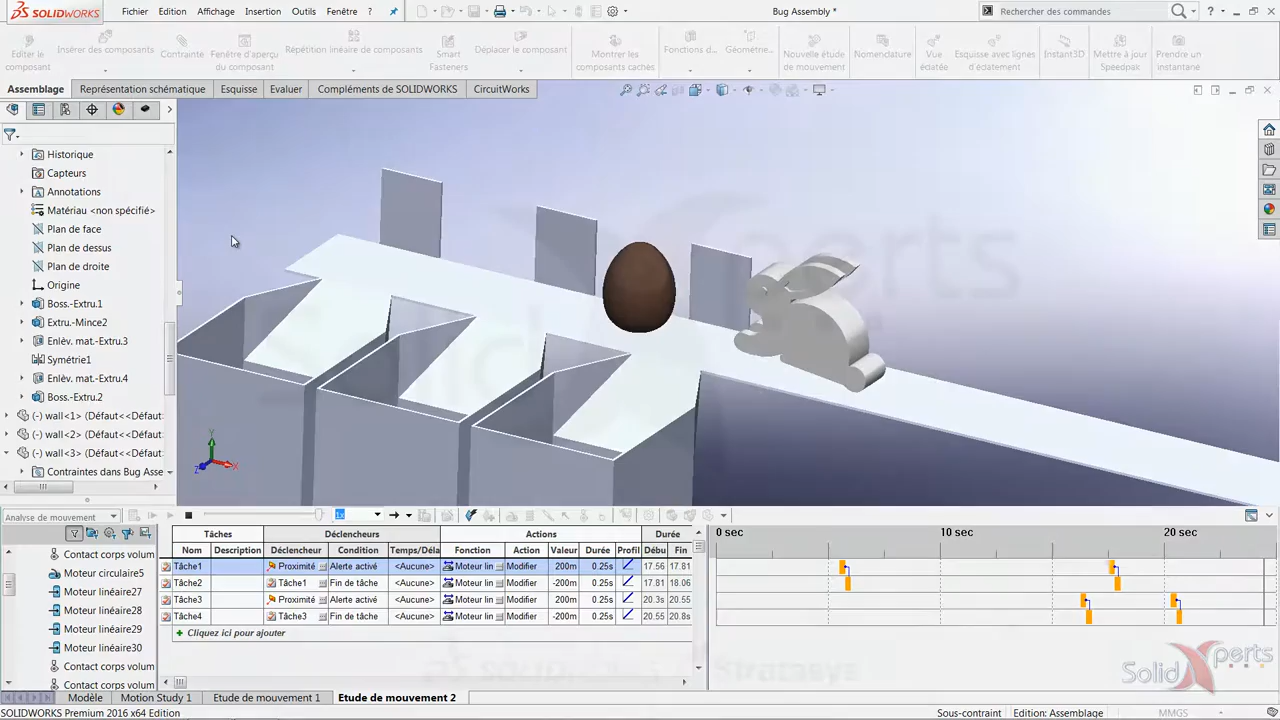 SOLIDWORKS Fichier Edition Affichage Insertion Outils Fenêtre ? Bug Assembly * Rechercher des commandes ?
Editer le composant Insérer des composants Contrainte Fenêtre d'aperçu du composant Répétition linéaire de composants Smart Fasteners Déplacer le composant Montrer les composants cachés Fonctions d... Géométrie... Nouvelle étude de mouvement Nomenclature Vue éclatée Esquisse avec lignes d'éclatement Instant3D Mettre à jour Speedpak Prendre un instantané
Assemblage Représentation schématique Esquisse Evaluer Compléments de SOLIDWORKS CircuitWorks
Historique
Capteurs
Annotations
Matériau <non spécifié>
Plan de face
Plan de dessus
Plan de droite
Origine
Boss.-Extru.1
Extru.-Mince2
Enlèv. mat.-Extru.3
Symétrie1
Enlèv. mat.-Extru.4
Boss.-Extru.2
(-) wall<1> (Défaut<<Défaut
(-) wall<2> (Défaut<<Défaut
(-) wall<3> (Défaut<<Défaut
Contraintes dans Bug Asse
Y
X
Z
Xperts
Analyse de mouvement 1x
Tâches Déclencheurs Actions Durée
Nom Description Déclencheur Condition Temps/Déla Fonction Action Valeur Durée Profil Débu Fin
Tâche1 Proximité Alerte activé <Aucune> Moteur lin Modifier 200m 0.25s 17.56 17.81
Tâche2 Tâche1 Fin de tâche <Aucune> Moteur lin Modifier -200m 0.25s 17.81 18.06
Tâche3 Proximité Alerte activé <Aucune> Moteur lin Modifier 200m 0.25s 20.3s 20.55
Tâche4 Tâche3 Fin de tâche <Aucune> Moteur lin Modifier -200m 0.25s 20.55 20.8s
Cliquez ici pour ajouter
0 sec 10 sec 20 sec
Contact corps volum
Moteur circulaire5
Moteur linéaire27
Moteur linéaire28
Moteur linéaire29
Moteur linéaire30
Contact corps volum
Contact corps volum
SOLIDWORKS Stratasys
SolidXperts
Modèle Motion Study 1 Etude de mouvement 1 Etude de mouvement 2
SOLIDWORKS Premium 2016 x64 Edition Sous-contraint Edition: Assemblage MMGS